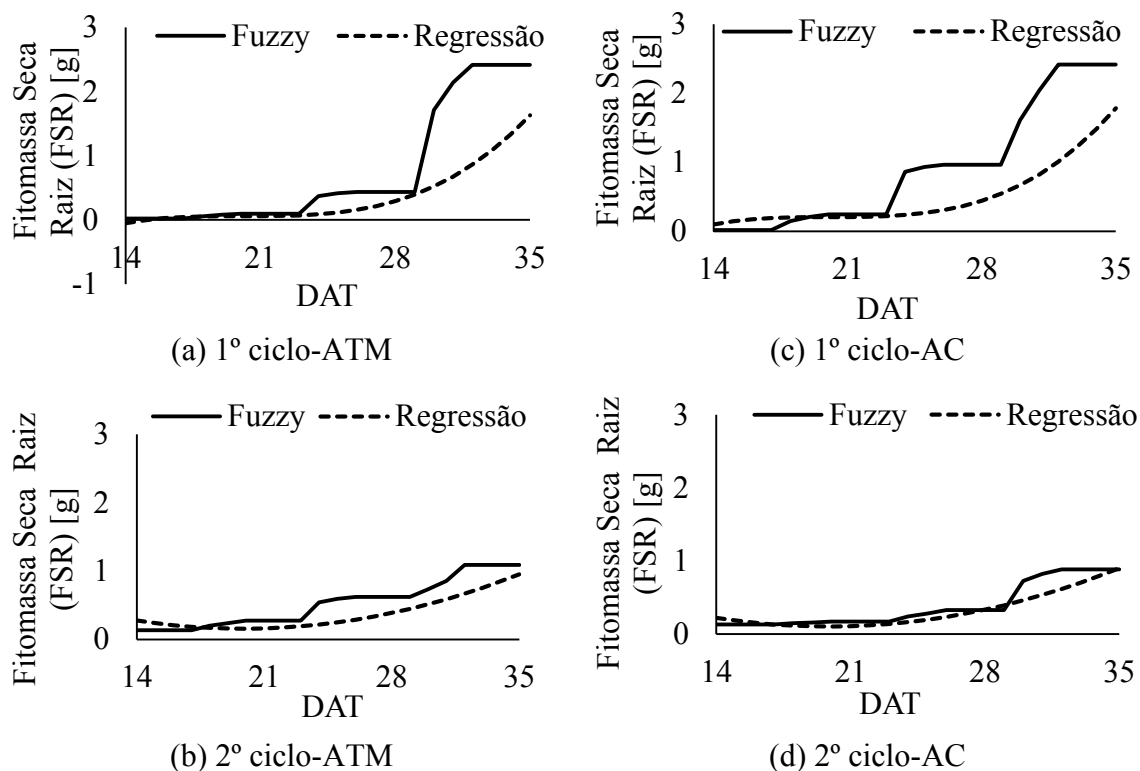 Fuzzy Regressão
Fitomassa Seca
Raiz (FSR) [g]
3
2
1
0
-1
14 21 28 35
DAT
(a) 1º ciclo-ATM
Fuzzy Regressão
Fitomassa Seca
Raiz (FSR) [g]
3
2
1
0
14 21 28 35
DAT
(c) 1º ciclo-AC
Fuzzy Regressão
Fitomassa Seca Raiz
(FSR) [g]
3
2
1
0
14 21 28 35
DAT
(b) 2º ciclo-ATM
Fuzzy Regressão
Fitomassa Seca Raiz
(FSR) [g]
3
2
1
0
14 21 28 35
DAT
(d) 2º ciclo-AC